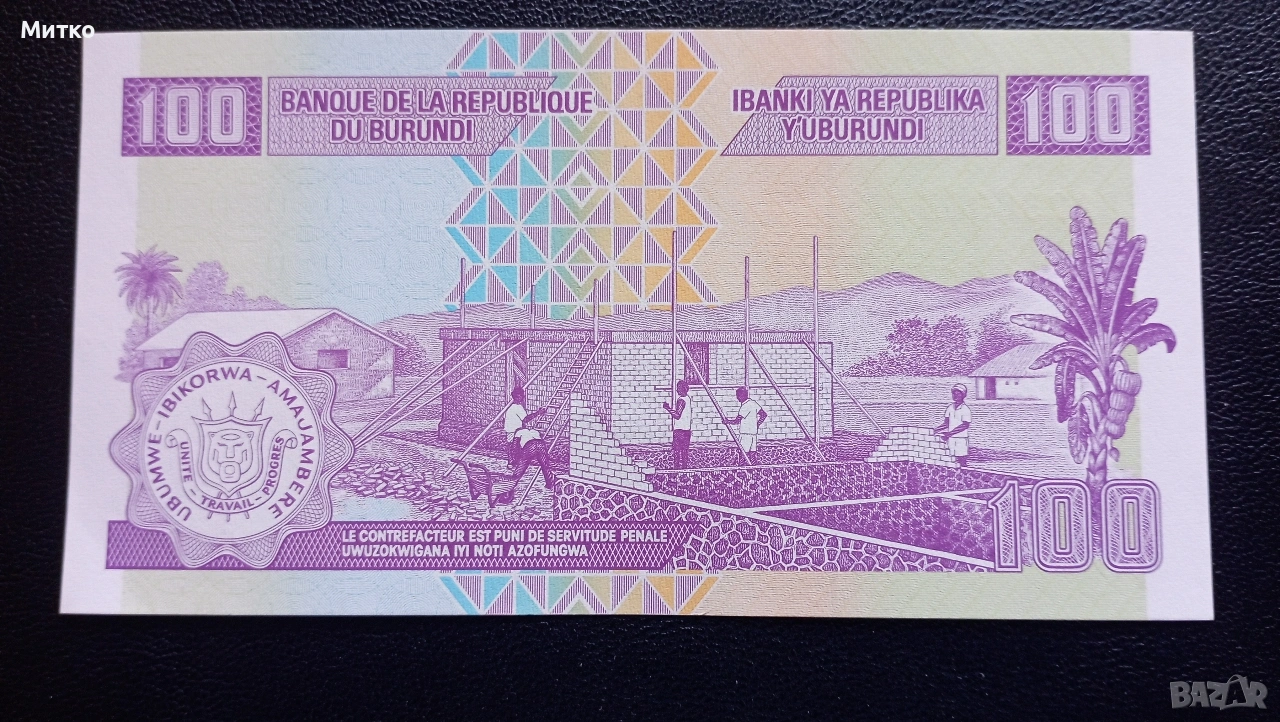 Митко
100
BANQUE DE LA REPUBLIQUE
DU BURUNDI
IBANKI YA REPUBLIKA
Y'UBURUNDI
100
UBUMWE - IBIKORWA - AMAJAMBERE
UNITE - TRAVAIL - PROGRES
LE CONTREFACTEUR EST PUNI DE SERVITUDE PENALE
UWUZOKWIGANA IYI NOTI AZOFUNGWA
100
BAZAR